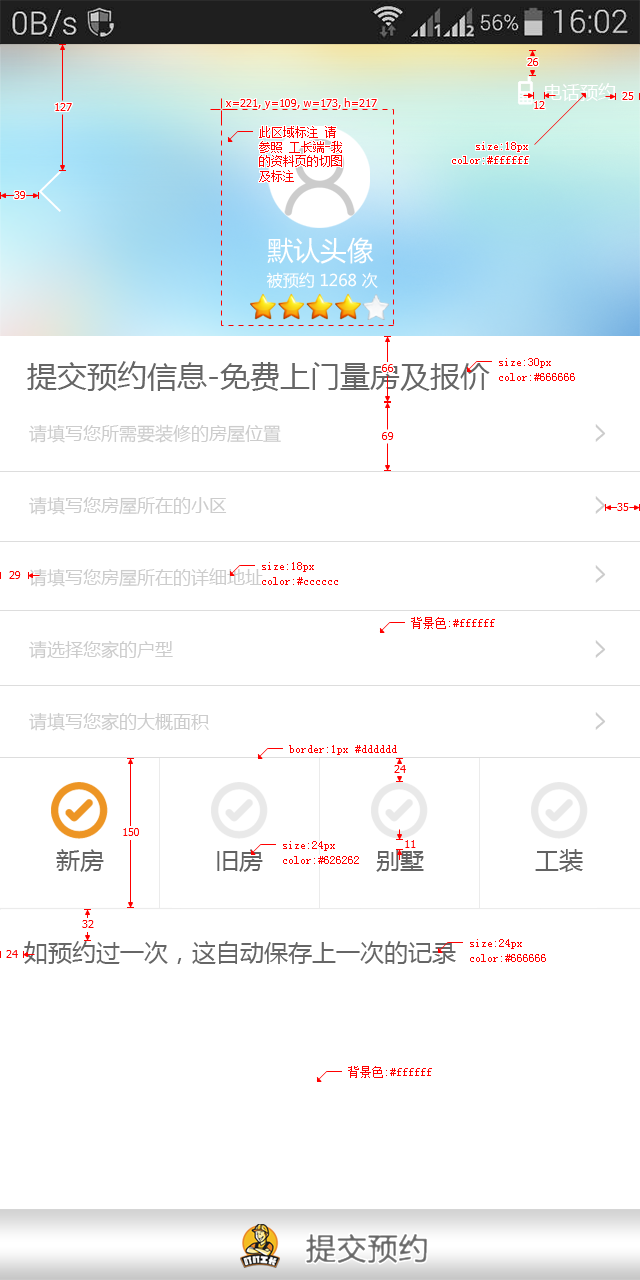 0B/s 56% 16:02
26
127
电话预约
12
25
x=221, y=109, w=173, h=217
size:18px
color:#ffffff
此区域标注 请
参照 工长端-我
的资料页的切图
及标注
39
默认头像
被预约 1268 次
66
提交预约信息-免费上门量房及报价
size:30px
color:#666666
69
请填写您所需要装修的房屋位置
请填写您房屋所在的小区
35
29
请填写您房屋所在的详细地址
size:18px
color:#cccccc
背景色:#ffffff
请选择您家的户型
请填写您家的大概面积
border:1px #dddddd
24
150
11
新房
旧房
size:24px
color:#626262
别墅
工装
32
24
如预约过一次，这自动保存上一次的记录
size:24px
color:#666666
背景色:#ffffff
提交预约